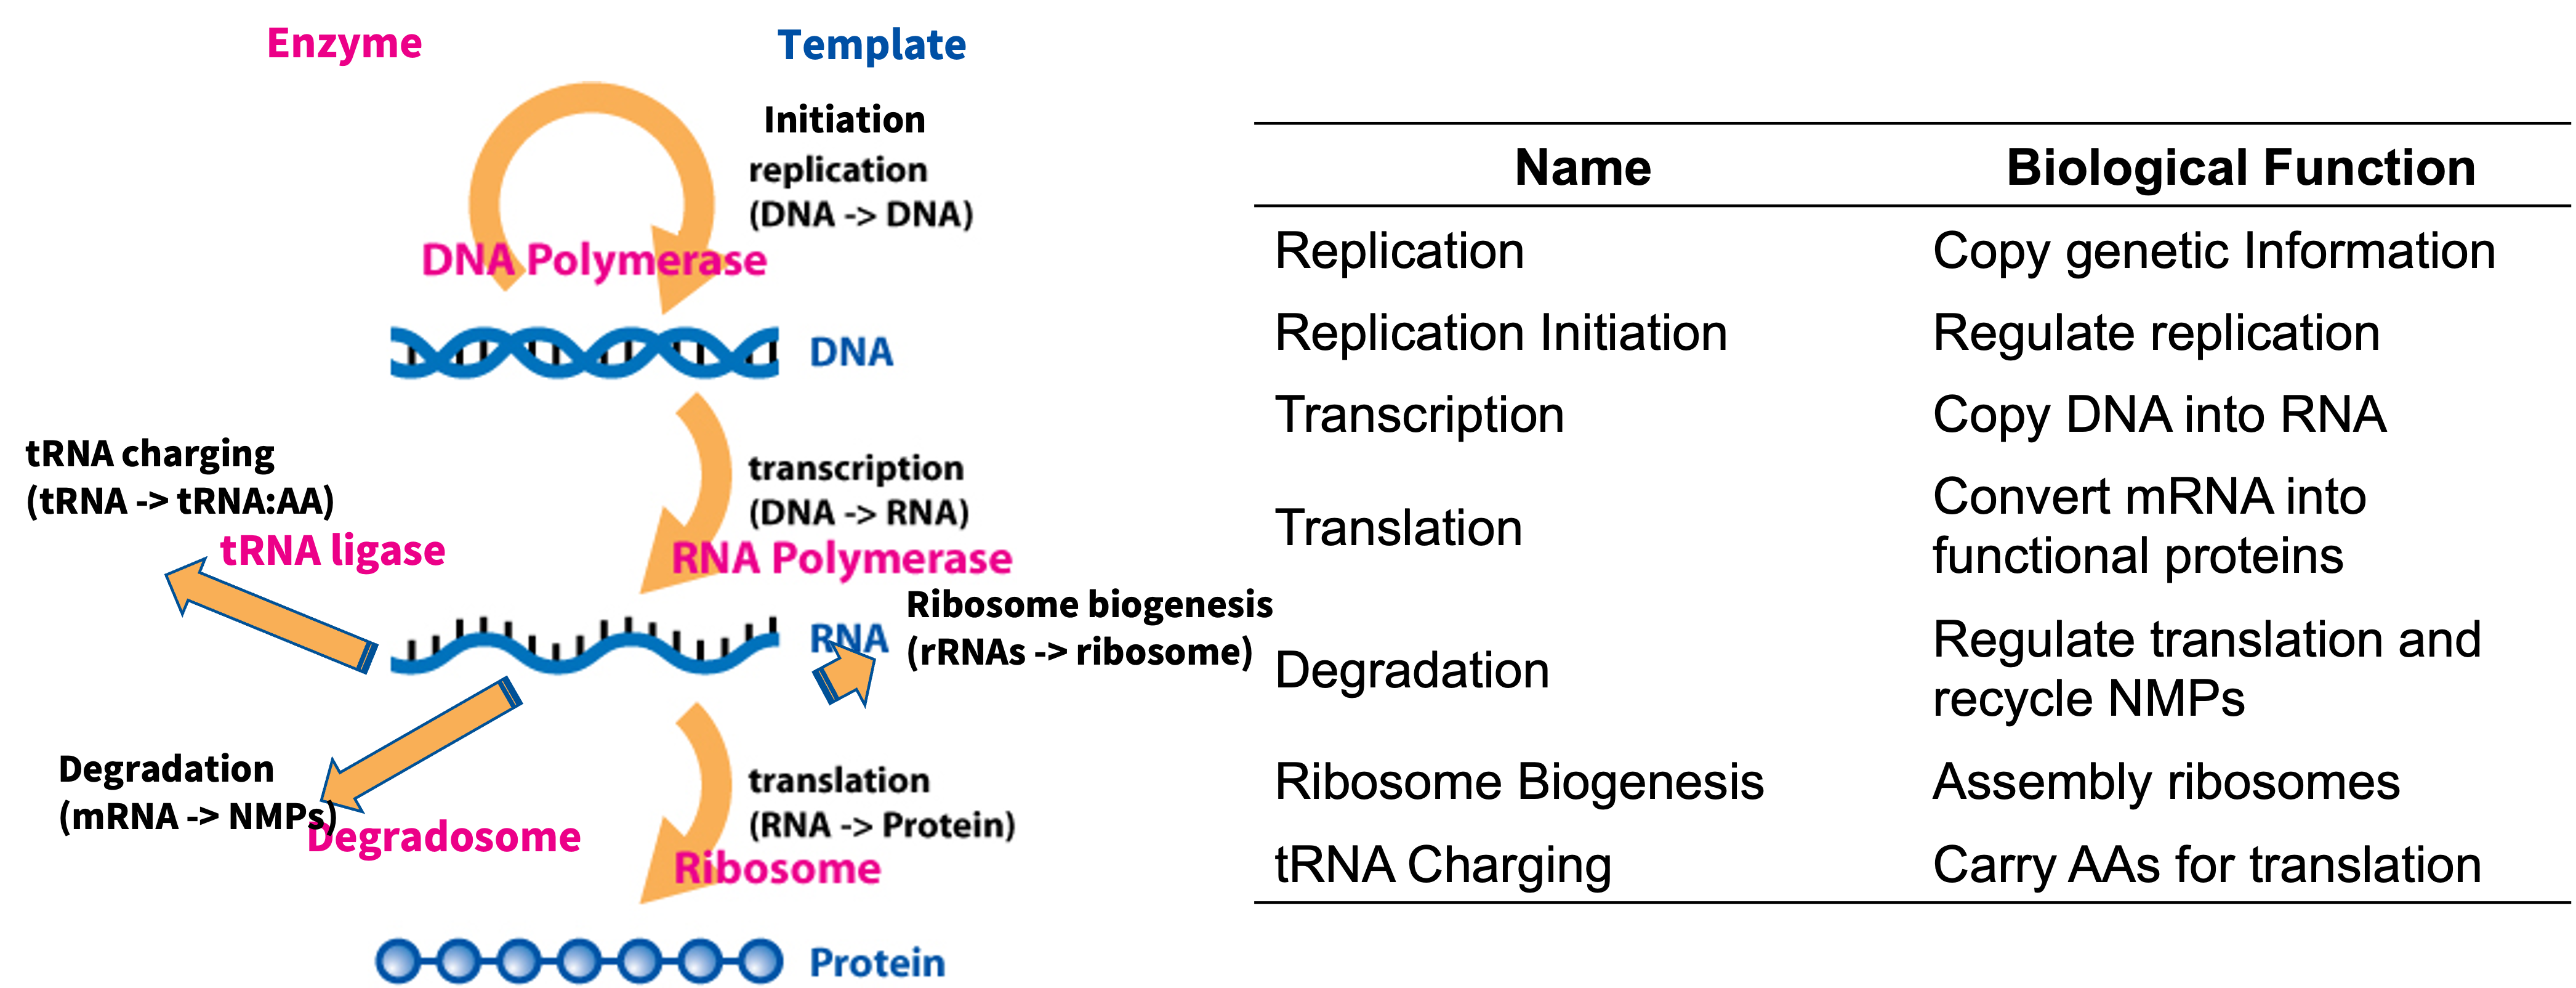 Enzyme
Template
Initiation
replication
(DNA -> DNA)
DNA Polymerase
DNA
tRNA charging
(tRNA -> tRNA:AA)
tRNA ligase
transcription
(DNA -> RNA)
RNA Polymerase
RNA
Ribosome biogenesis
(rRNAs -> ribosome)
Degradation
(mRNA -> NMPs)
Degradosome
translation
(RNA -> Protein)
Ribosome
Protein
Name Biological Function
Replication Copy genetic Information
Replication Initiation Regulate replication
Transcription Copy DNA into RNA
Translation Convert mRNA into
functional proteins
Degradation Regulate translation and
recycle NMPs
Ribosome Biogenesis Assembly ribosomes
tRNA Charging Carry AAs for translation